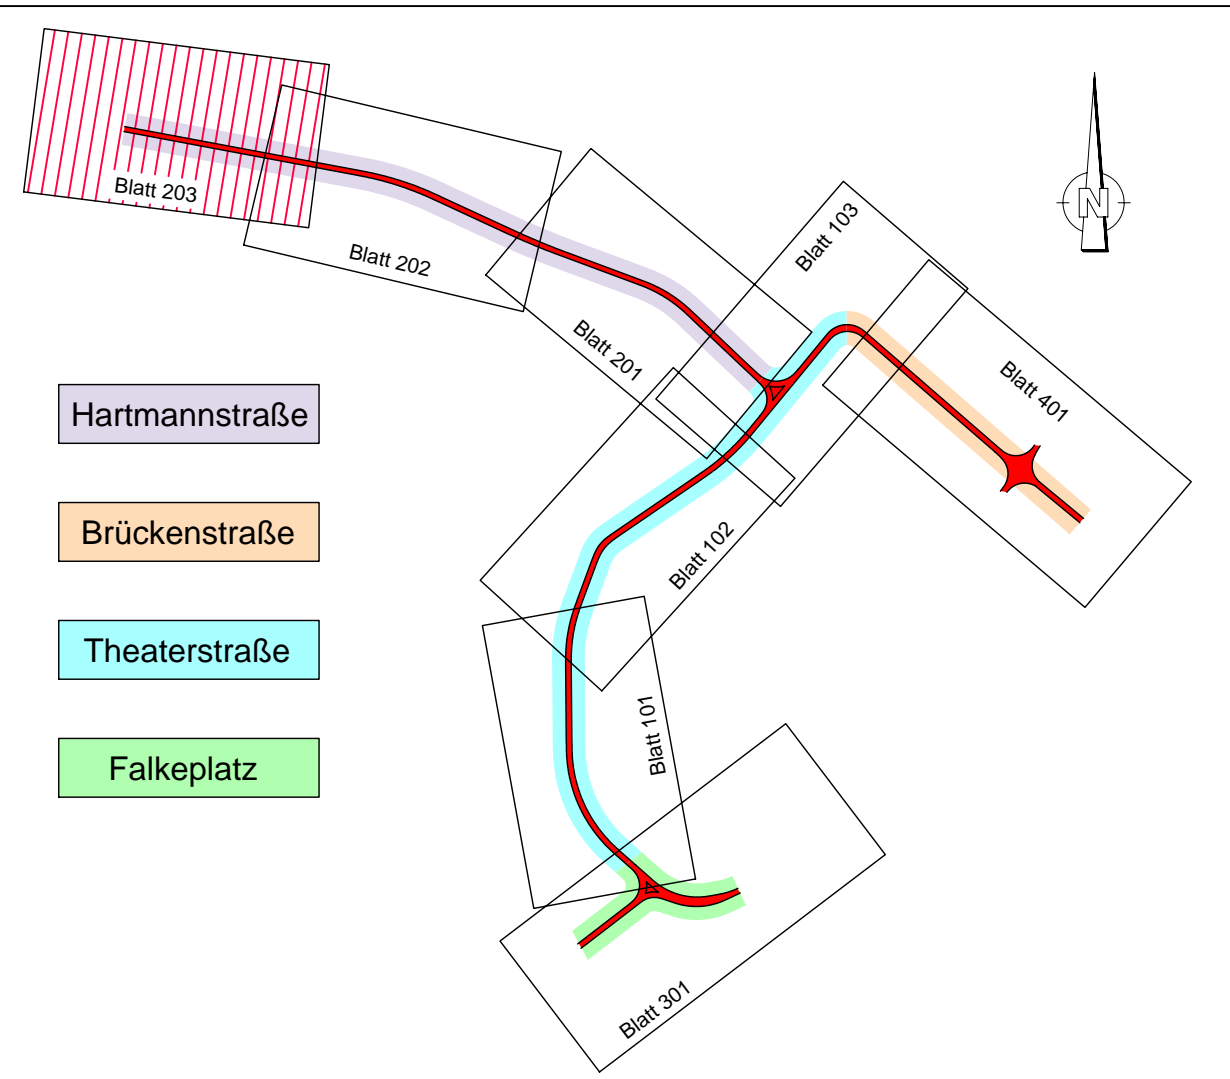 Blatt 203
Blatt 202
Blatt 103
N
Blatt 201
Blatt 401
Hartmannstraße
Brückenstraße
Blatt 102
Theaterstraße
Blatt 101
Falkeplatz
Blatt 301